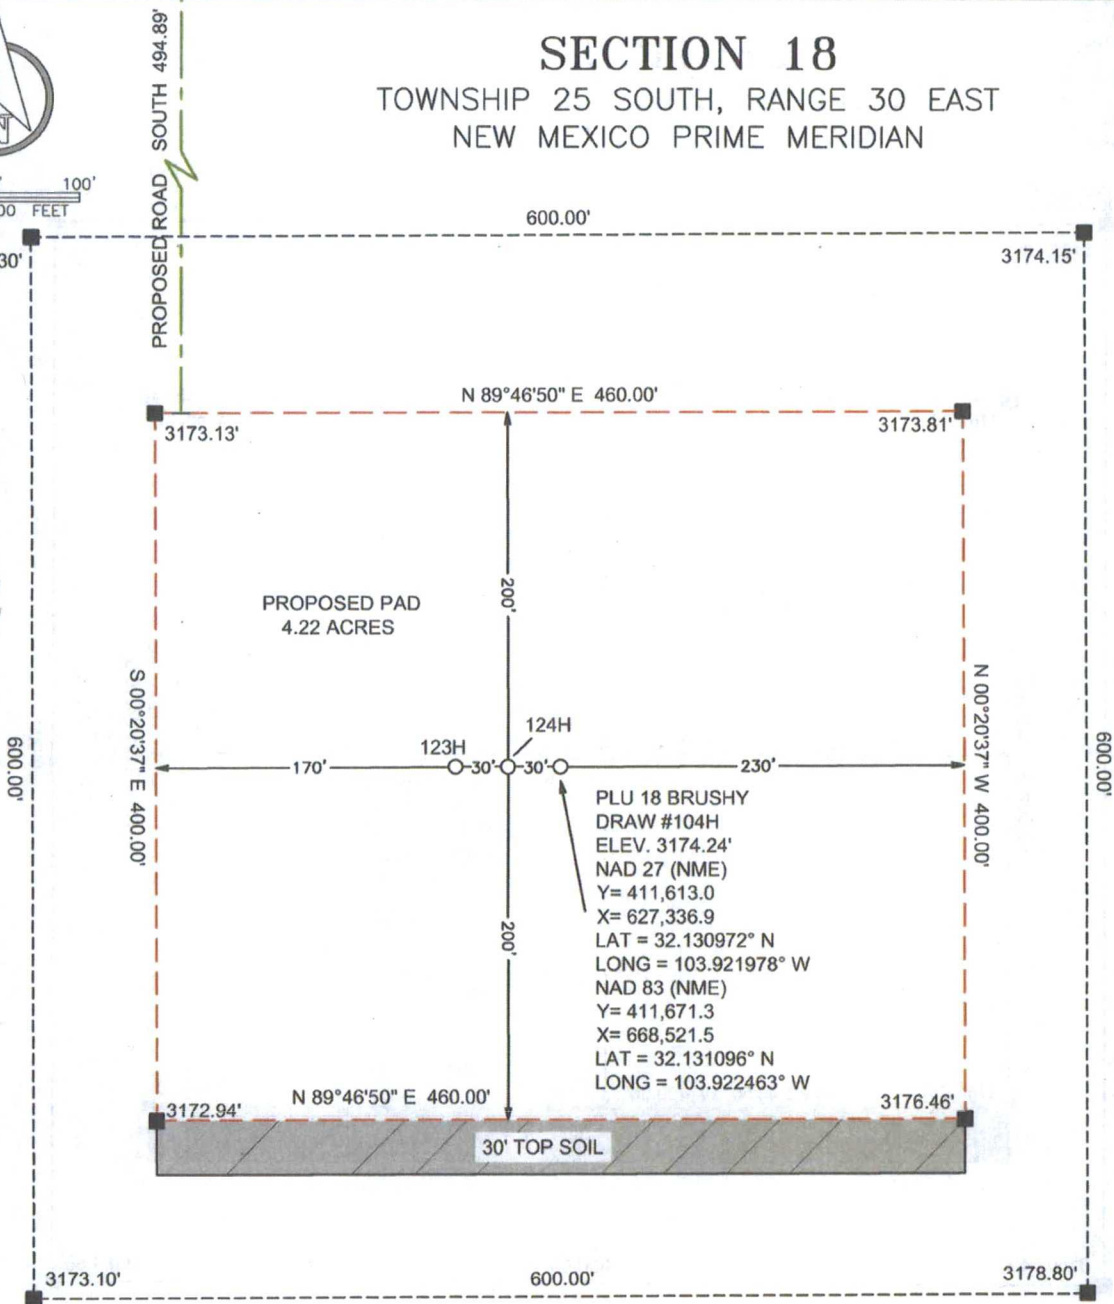 SECTION 18
TOWNSHIP 25 SOUTH, RANGE 30 EAST
NEW MEXICO PRIME MERIDIAN
PROPOSED ROAD SOUTH 494.89'
100'
FEET
600.00'
30'
3174.15'
N 89°46'50" E 460.00'
3173.13'
3173.81'
200'
PROPOSED PAD
4.22 ACRES
S 00°20'37" E 400.00'
N 00°20'37" W 400.00'
600.00'
600.00'
124H
123H
170'
30'
30'
230'
PLU 18 BRUSHY
DRAW #104H
ELEV. 3174.24'
NAD 27 (NME)
Y= 411,613.0
X= 627,336.9
LAT = 32.130972° N
LONG = 103.921978° W
NAD 83 (NME)
Y= 411,671.3
X= 668,521.5
LAT = 32.131096° N
LONG = 103.922463° W
200'
N 89°46'50" E 460.00'
3172.94'
3176.46'
30' TOP SOIL
3173.10'
600.00'
3178.80'